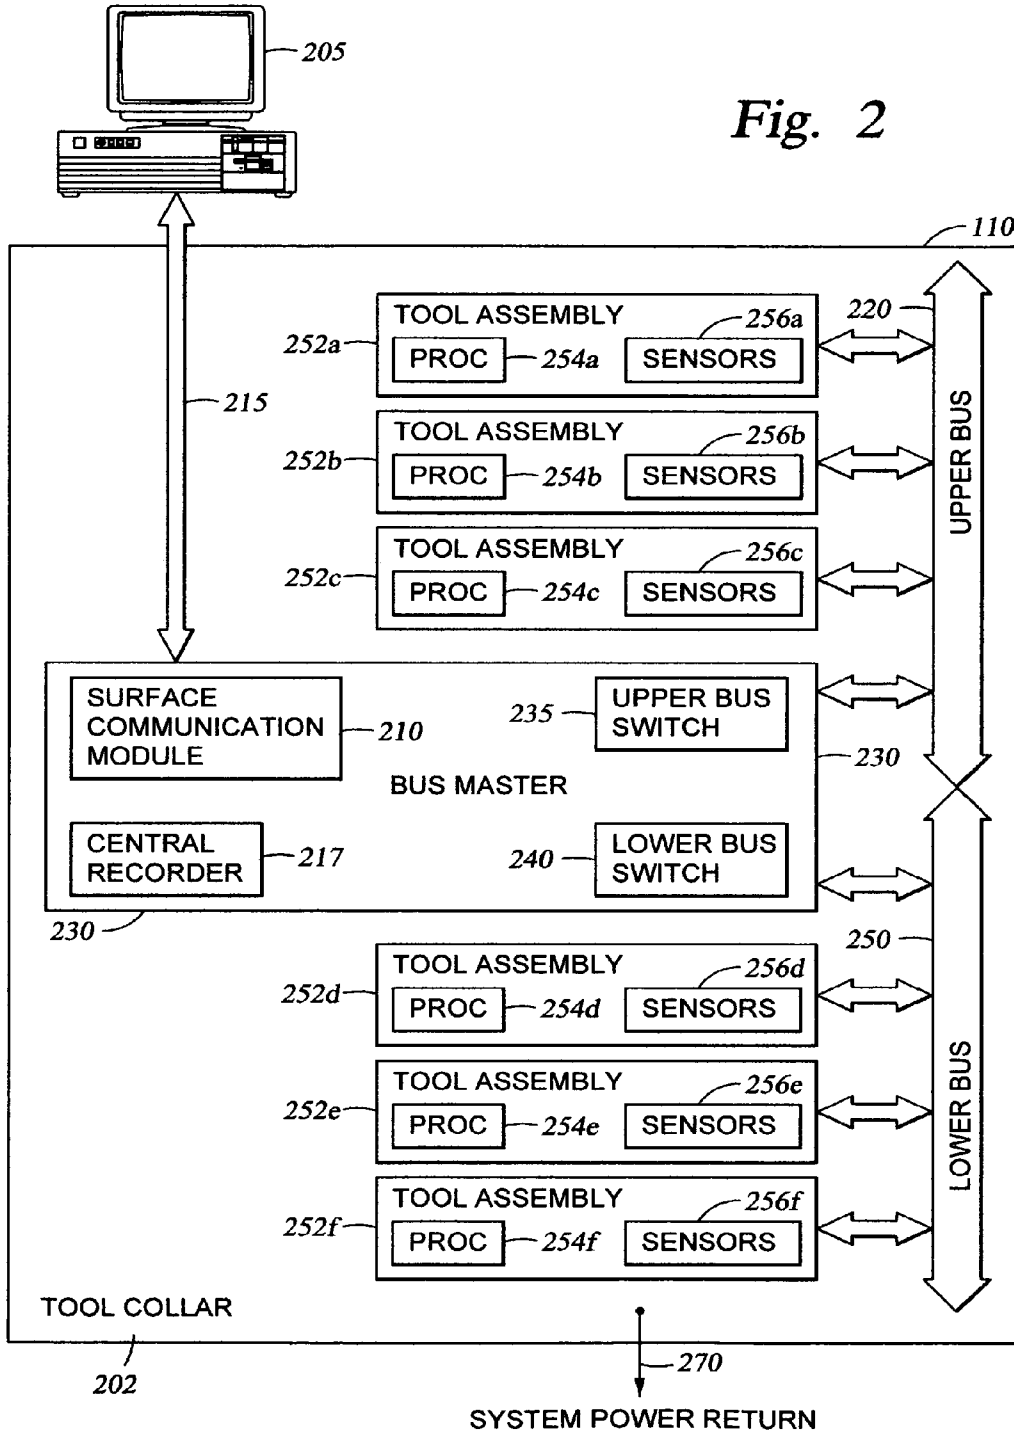 205
Fig. 2
110
TOOL ASSEMBLY
256a
220
252a
PROC
254a
SENSORS
215
UPPER BUS
TOOL ASSEMBLY
256b
252b
PROC
254b
SENSORS
TOOL ASSEMBLY
256c
252c
PROC
254c
SENSORS
SURFACE
COMMUNICATION
MODULE
210
235
UPPER BUS
SWITCH
230
BUS MASTER
CENTRAL
RECORDER
217
240
LOWER BUS
SWITCH
230
250
TOOL ASSEMBLY
256d
252d
PROC
254d
SENSORS
LOWER BUS
TOOL ASSEMBLY
256e
252e
PROC
254e
SENSORS
TOOL ASSEMBLY
256f
252f
PROC
254f
SENSORS
TOOL COLLAR
202
270
SYSTEM POWER RETURN